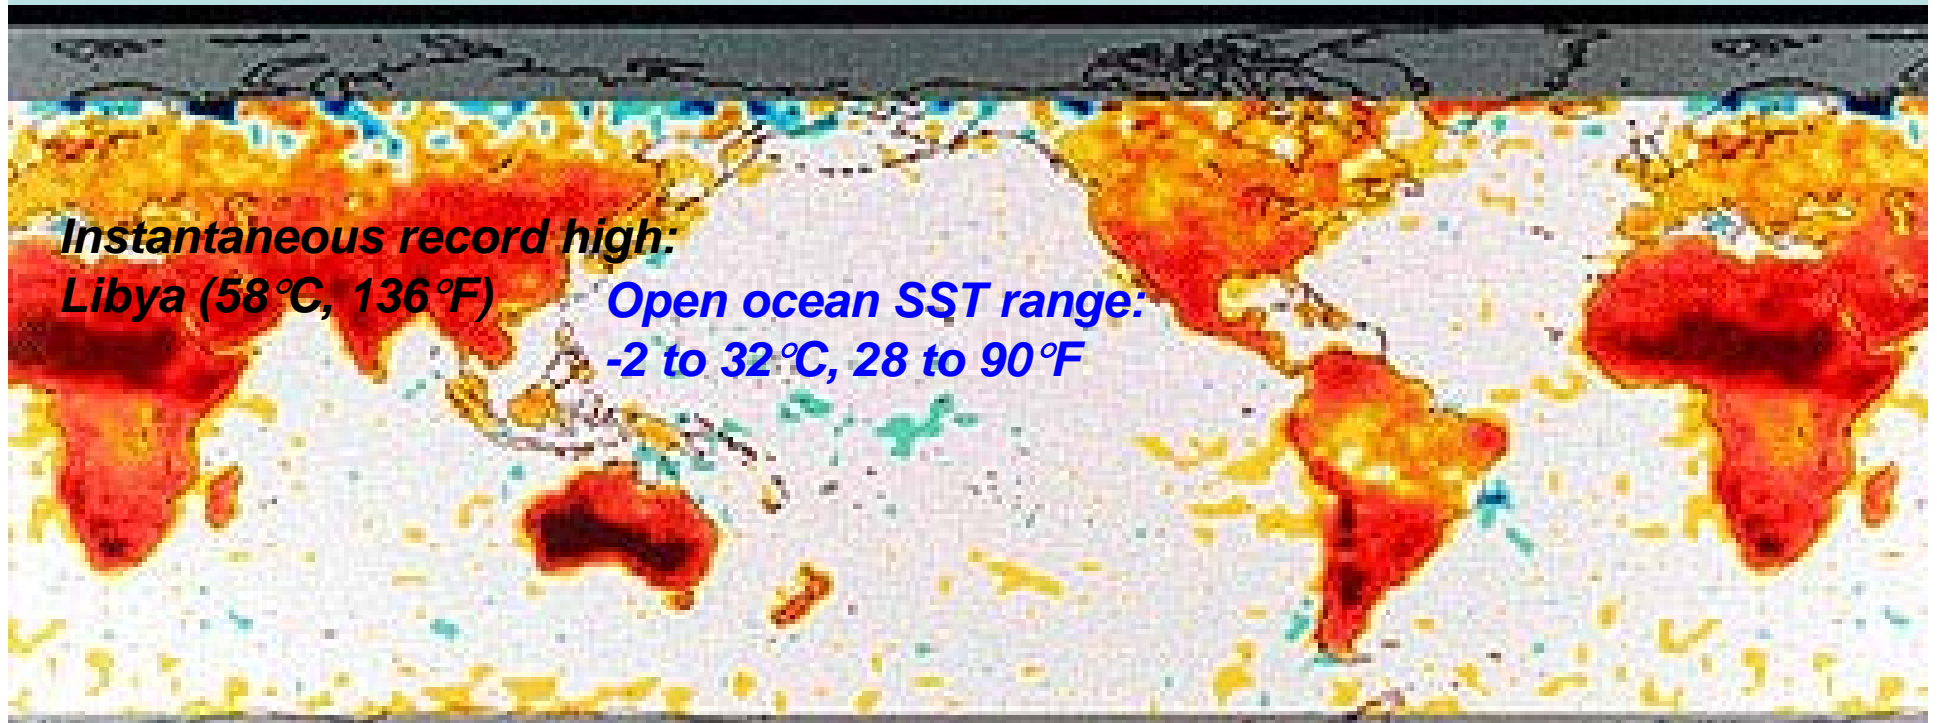 Instantaneous record high:
Libya (58°C, 136°F)
Open ocean SST range:
-2 to 32°C, 28 to 90°F